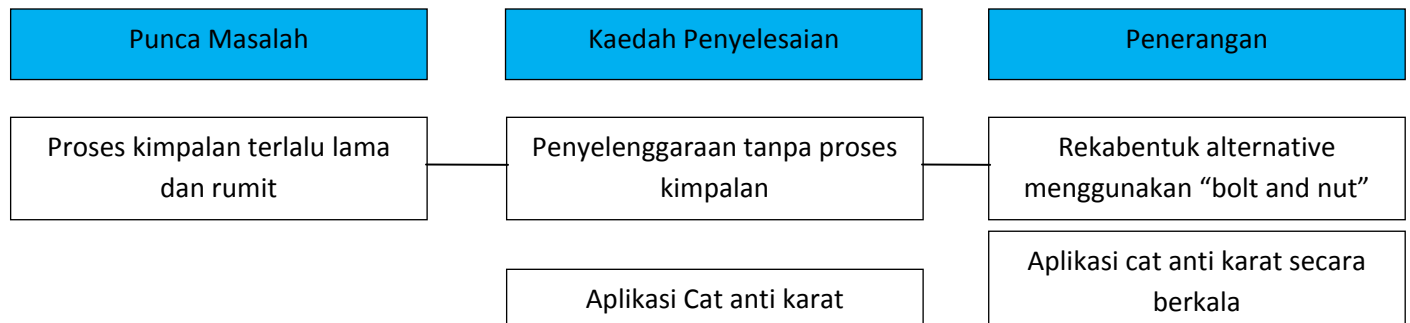 Punca Masalah
Kaedah Penyelesaian
Penerangan
Proses kimpalan terlalu lama
dan rumit
Penyelenggaraan tanpa proses
kimpalan
Rekabentuk alternative
menggunakan “bolt and nut”
Aplikasi Cat anti karat
Aplikasi cat anti karat secara
berkala